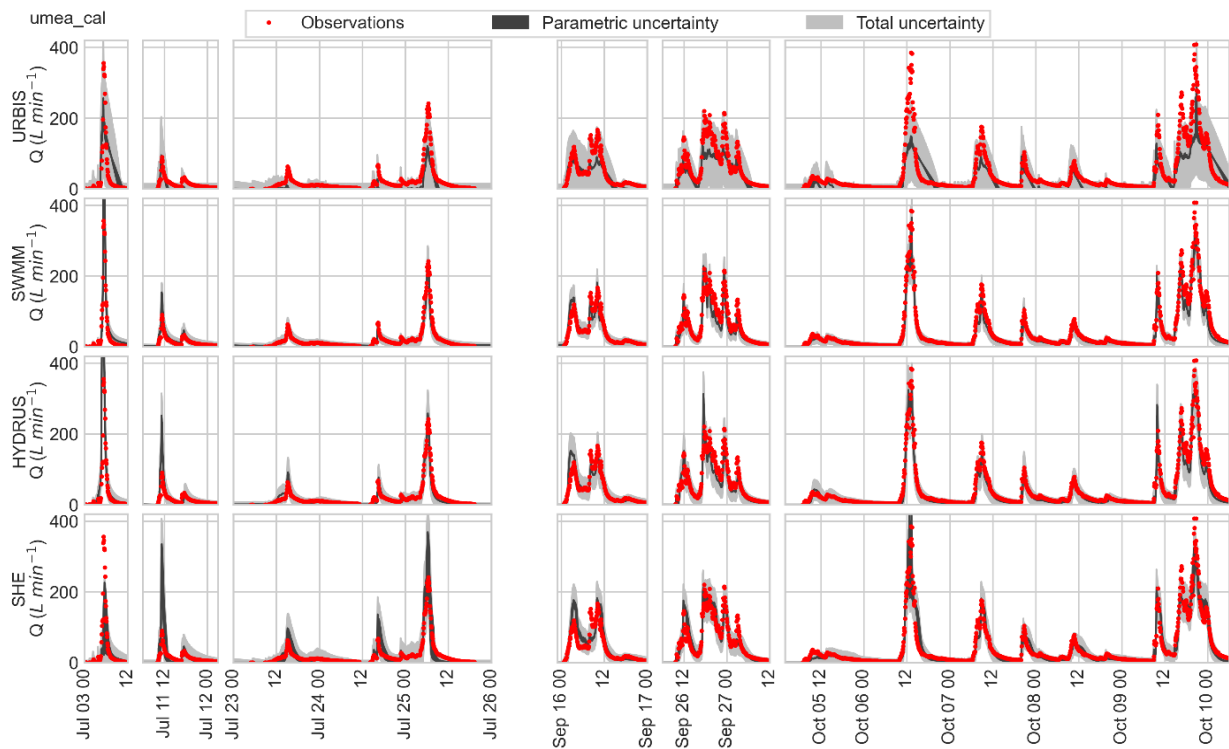 umea_cal
Observations
Parametric uncertainty
Total uncertainty
URBIS
Q (L min⁻¹)
400
200
0
SWMM
Q (L min⁻¹)
400
200
0
HYDRUS
Q (L min⁻¹)
400
200
0
SHE
Q (L min⁻¹)
400
200
0
Jul 03 00
12
Jul 11 00
12
Jul 12 00
Jul 23 00
12
Jul 24 00
12
Jul 25 00
12
Jul 26 00
Sep 16 00
12
Sep 17 00
Sep 26 00
12
Sep 27 00
12
Oct 05 12
Oct 06 00
12
Oct 07 00
12
Oct 08 00
12
Oct 09 00
12
Oct 10 00